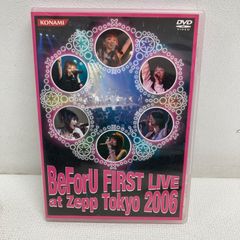 KONAMI
DVD
BeForU FIRST LIVE
at Zepp Tokyo 2006